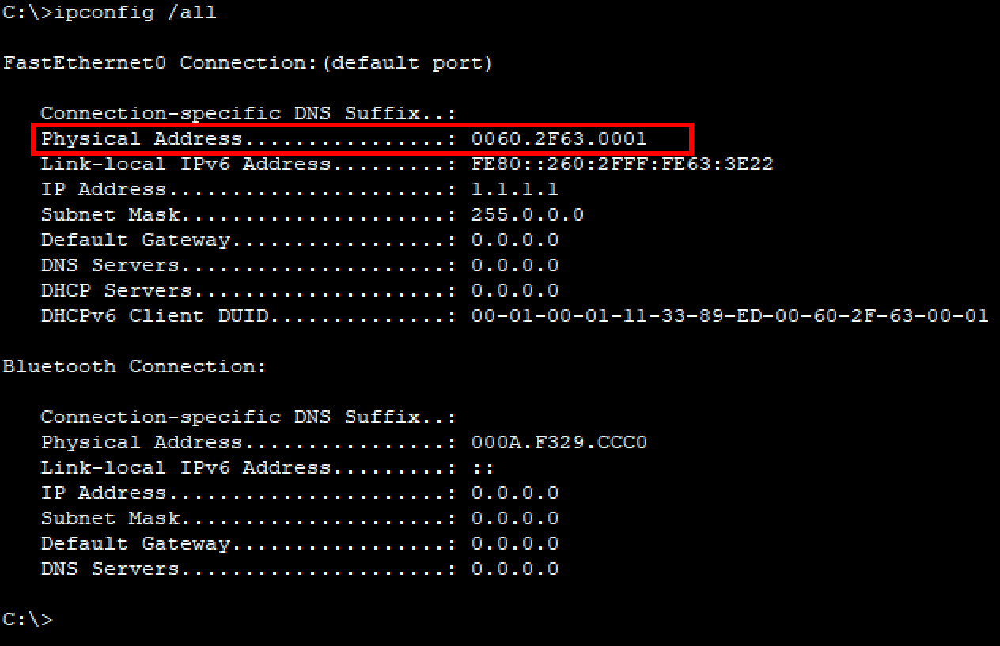 C:\>ipconfig /all
FastEthernet0 Connection:(default port)
Connection-specific DNS Suffix..:
Physical Address................: 0060.2F63.0001
Link-local IPv6 Address.........: FE80::260:2FFF:FE63:3E22
IP Address......................: 1.1.1.1
Subnet Mask.....................: 255.0.0.0
Default Gateway.................: 0.0.0.0
DNS Servers.....................: 0.0.0.0
DHCP Servers....................: 0.0.0.0
DHCPv6 Client DUID..............: 00-01-00-01-11-33-89-ED-00-60-2F-63-00-01
Bluetooth Connection:
Connection-specific DNS Suffix..:
Physical Address................: 000A.F329.CCC0
Link-local IPv6 Address.........: ::
IP Address......................: 0.0.0.0
Subnet Mask.....................: 0.0.0.0
Default Gateway.................: 0.0.0.0
DNS Servers.....................: 0.0.0.0
C:\>